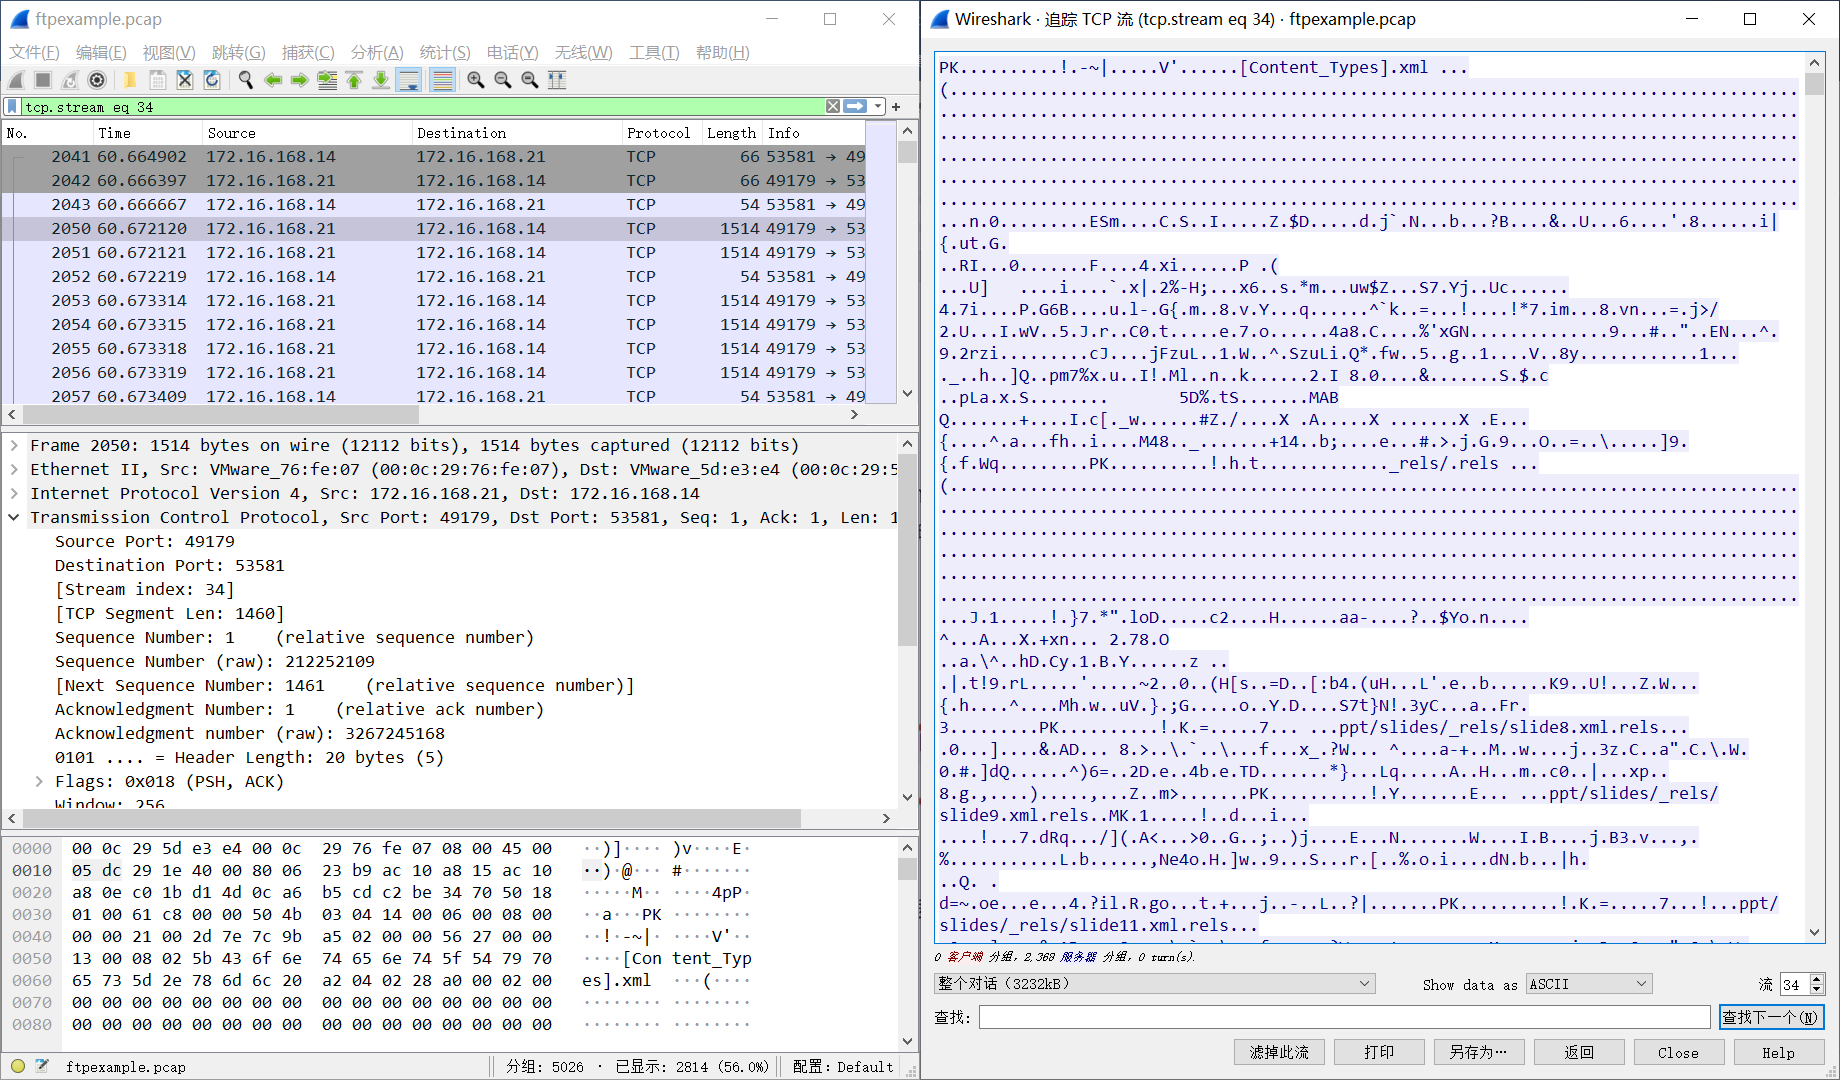 ftpexample.pcap
文件(F) 编辑(E) 视图(V) 跳转(G) 捕获(C) 分析(A) 统计(S) 电话(Y) 无线(W) 工具(T) 帮助(H)
tcp.stream eq 34
No. Time Source Destination Protocol Length Info
2041 60.664902 172.16.168.14 172.16.168.21 TCP 66 53581 → 49
2042 60.666397 172.16.168.21 172.16.168.14 TCP 66 49179 → 53
2043 60.666667 172.16.168.14 172.16.168.21 TCP 54 53581 → 49
2050 60.672120 172.16.168.21 172.16.168.14 TCP 1514 49179 → 53
2051 60.672121 172.16.168.21 172.16.168.14 TCP 1514 49179 → 53
2052 60.672219 172.16.168.14 172.16.168.21 TCP 54 53581 → 49
2053 60.673314 172.16.168.21 172.16.168.14 TCP 1514 49179 → 53
2054 60.673315 172.16.168.21 172.16.168.14 TCP 1514 49179 → 53
2055 60.673318 172.16.168.21 172.16.168.14 TCP 1514 49179 → 53
2056 60.673319 172.16.168.21 172.16.168.14 TCP 1514 49179 → 53
2057 60.673409 172.16.168.14 172.16.168.21 TCP 54 53581 → 49
Frame 2050: 1514 bytes on wire (12112 bits), 1514 bytes captured (12112 bits)
Ethernet II, Src: VMware_76:fe:07 (00:0c:29:76:fe:07), Dst: VMware_5d:e3:e4 (00:0c:29:5
Internet Protocol Version 4, Src: 172.16.168.21, Dst: 172.16.168.14
Transmission Control Protocol, Src Port: 49179, Dst Port: 53581, Seq: 1, Ack: 1, Len: 1
Source Port: 49179
Destination Port: 53581
[Stream index: 34]
[TCP Segment Len: 1460]
Sequence Number: 1    (relative sequence number)
Sequence Number (raw): 212252109
[Next Sequence Number: 1461    (relative sequence number)]
Acknowledgment Number: 1    (relative ack number)
Acknowledgment number (raw): 3267245168
0101 .... = Header Length: 20 bytes (5)
Flags: 0x018 (PSH, ACK)
Window: 256
0000 00 0c 29 5d e3 e4 00 0c 29 76 fe 07 08 00 45 00 ··)]···· )v····E·
0010 05 dc 29 1e 40 00 80 06 23 b9 ac 10 a8 15 ac 10 ··)·@··· #·······
0020 a8 0e c0 1b d1 4d 0c a6 b5 cd c2 be 34 70 50 18 ·····M·· ····4pP·
0030 01 00 61 c8 00 00 50 4b 03 04 14 00 06 00 08 00 ··a···PK ········
0040 00 00 21 00 2d 7e 7c 9b a5 02 00 00 56 27 00 00 ··!·-~|· ····V'··
0050 13 00 08 02 5b 43 6f 6e 74 65 6e 74 5f 54 79 70 ····[Con tent_Typ
0060 65 73 5d 2e 78 6d 6c 20 a2 04 02 28 a0 00 02 00 es].xml  ···(····
0070 00 00 00 00 00 00 00 00 00 00 00 00 00 00 00 00 ········ ········
0080 00 00 00 00 00 00 00 00 00 00 00 00 00 00 00 00 ········ ········
ftpexample.pcap 分组: 5026 · 已显示: 2814 (56.0%) 配置: Default
Wireshark · 追踪 TCP 流 (tcp.stream eq 34) · ftpexample.pcap
PK..........!.-~|.....V'......[Content_Types].xml ...
...n.0.........ESm....C.S..I.....Z.$D.....d.j`.N...b...?B....&..U...6....'.8......i|
{.ut.G.
..RI...0.......F....4.xi......P .(
...U]   ....i....`.x|.2%-H;...x6..s.*m...uw$Z...S7.Yj..Uc......
4.7i....P.G6B....u.l-.G{.m..8.v.Y...q......^`k..=...!....!*7.im...8.vn...=.j>/
2.U...I.wV..5.J.r..C0.t.....e.7.o......4a8.C....%'xGN..............9...#.."..EN...^.
9.2rzi.........cJ....jFzuL..1.W..^.SzuLi.Q*.fw..5..g..1....V..8y............1...
._..h..]Q..pm7%x.u..I!.Ml..n..k......2.I 8.0....&.......S.$.c
..pLa.x.S........       5D%.tS.......MAB
Q.......+....I.c[._w......#Z./....X .A.....X .......X .E...
{....^.a...fh..i....M48.._.......+14..b;....e...#.>.j.G.9...O..=..\.....]9.
{.f.Wq.........PK..........!.h.t............._rels/.rels ...
...J.1.....!.}7.*".loD.....c2....H......aa-....?..$Yo.n....
^...A...X.+xn... 2.78.O
..a.\^..hD.Cy.1.B.Y......z ..
.|.t!9.rL.....'.....~2..0..(H[s..=D..[:b4.(uH...L'.e..b......K9..U!...Z.W...
{.h....^....Mh.w..uV.}.;G.....o..Y.D....S7t}N!.3yC...a..Fr.
3.........PK..........!.K.=.....7... ...ppt/slides/_rels/slide8.xml.rels...
.0...]....&.AD... 8.>..\.`..\...f...x_.?W... ^....a-+..M..w....j..3z.C..a".C.\.W.
0.#.]dQ......^)6=..2D.e..4b.e.TD.......*}...Lq.....A..H...m..c0..|...xp..
8.g.,....).....,...Z..m>.......PK..........!.Y.......E... ...ppt/slides/_rels/
slide9.xml.rels..MK.1.....!..d...i...
....!...7.dRq.../](.A<...>0..G..;..)j....E...N.......W....I.B....j.B3.v...,.
%...........L.b......,Ne4o.H.]w..9...S...r.[..%.o.i....dN.b...|h.
..Q. .
d=~.oe...e...4.?il.R.go...t.+...j..-..L..?|.......PK..........!.K.=.....7...!...ppt/
slides/_rels/slide11.xml.rels...
0 客户端 分组, 2,369 服务器 分组, 0 turn(s).
整个对话 (3232kB) Show data as ASCII 流 34
查找: 查找下一个(N)
滤掉此流 打印 另存为… 返回 Close Help